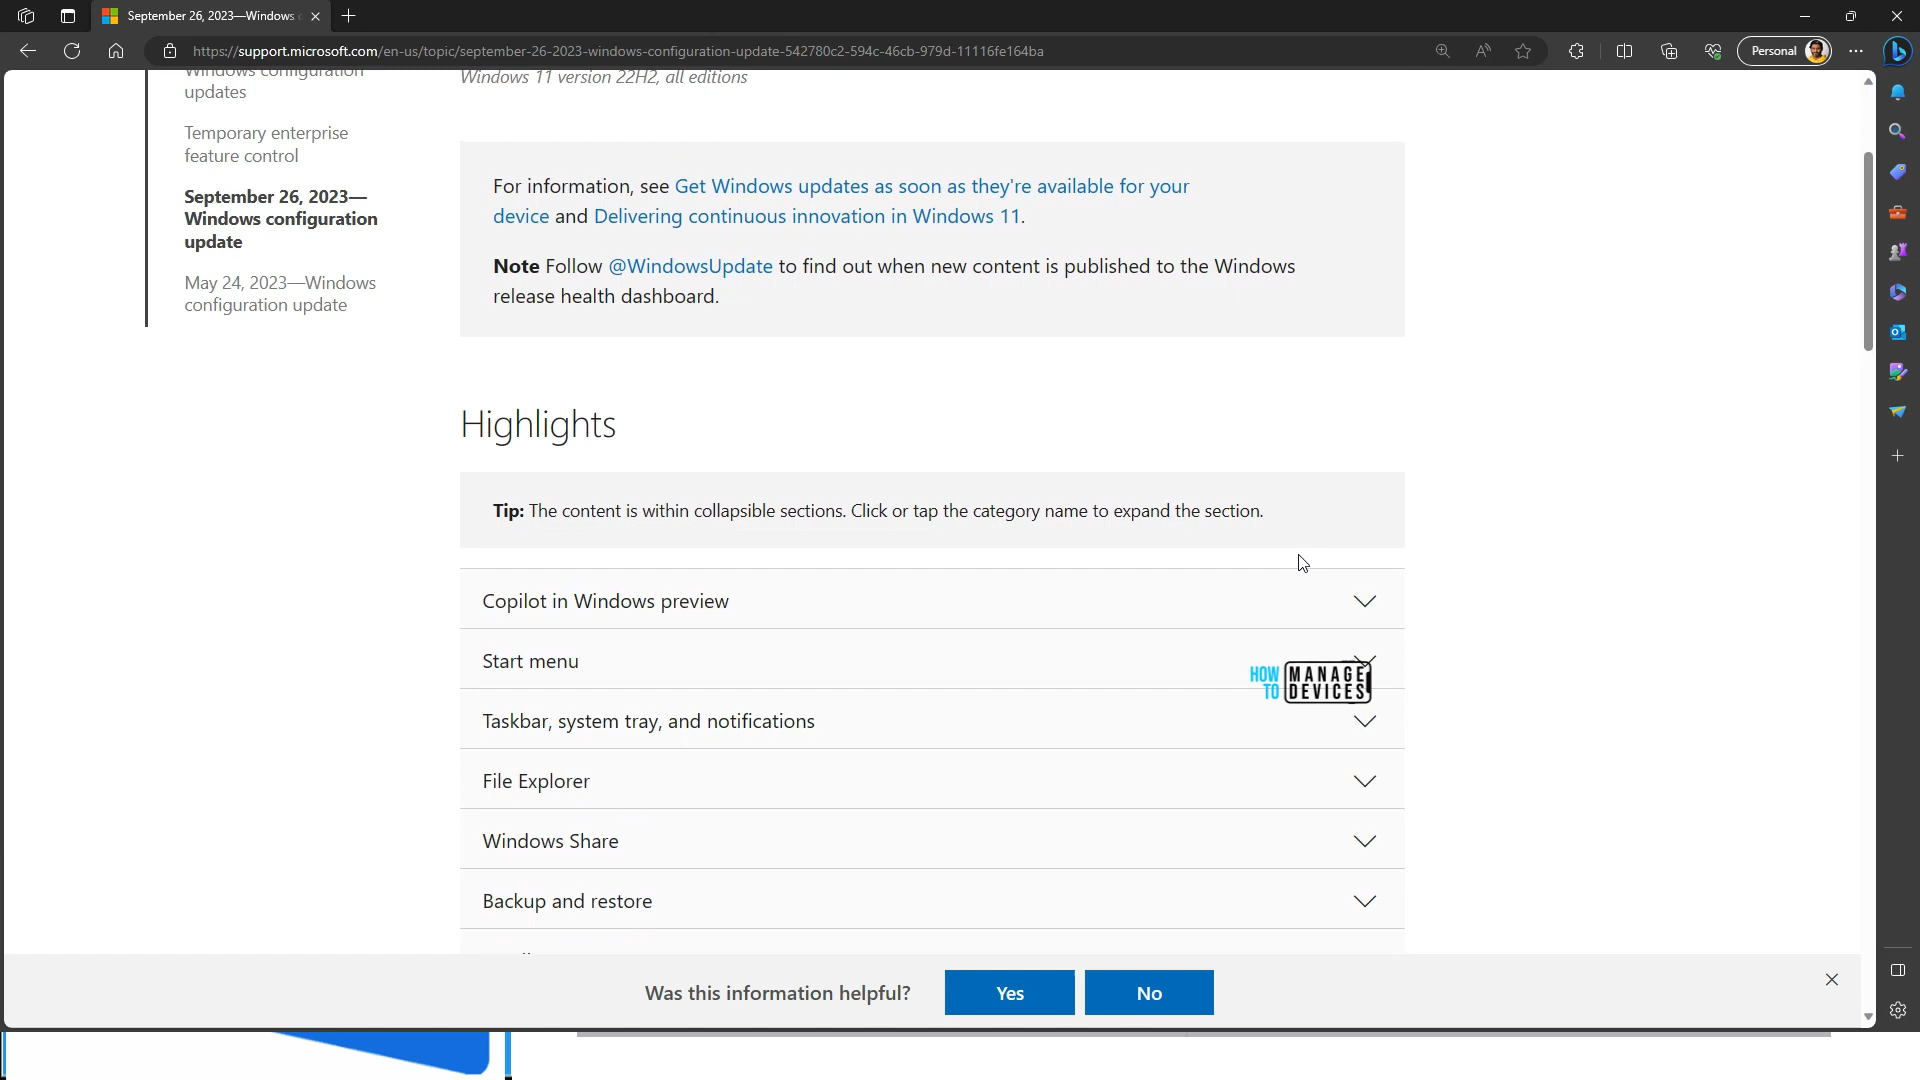 September 26, 2023—Windows c
https://support.microsoft.com/en-us/topic/september-26-2023-windows-configuration-update-542780c2-594c-46cb-979d-11116fe164ba
Personal
Windows configuration
updates
Temporary enterprise
feature control
September 26, 2023—
Windows configuration
update
May 24, 2023—Windows
configuration update
Windows 11 version 22H2, all editions
For information, see Get Windows updates as soon as they're available for your
device and Delivering continuous innovation in Windows 11.
Note Follow @WindowsUpdate to find out when new content is published to the Windows
release health dashboard.
Highlights
Tip: The content is within collapsible sections. Click or tap the category name to expand the section.
Copilot in Windows preview
Start menu
HOW TO MANAGE DEVICES
Taskbar, system tray, and notifications
File Explorer
Windows Share
Backup and restore
Was this information helpful?
Yes
No